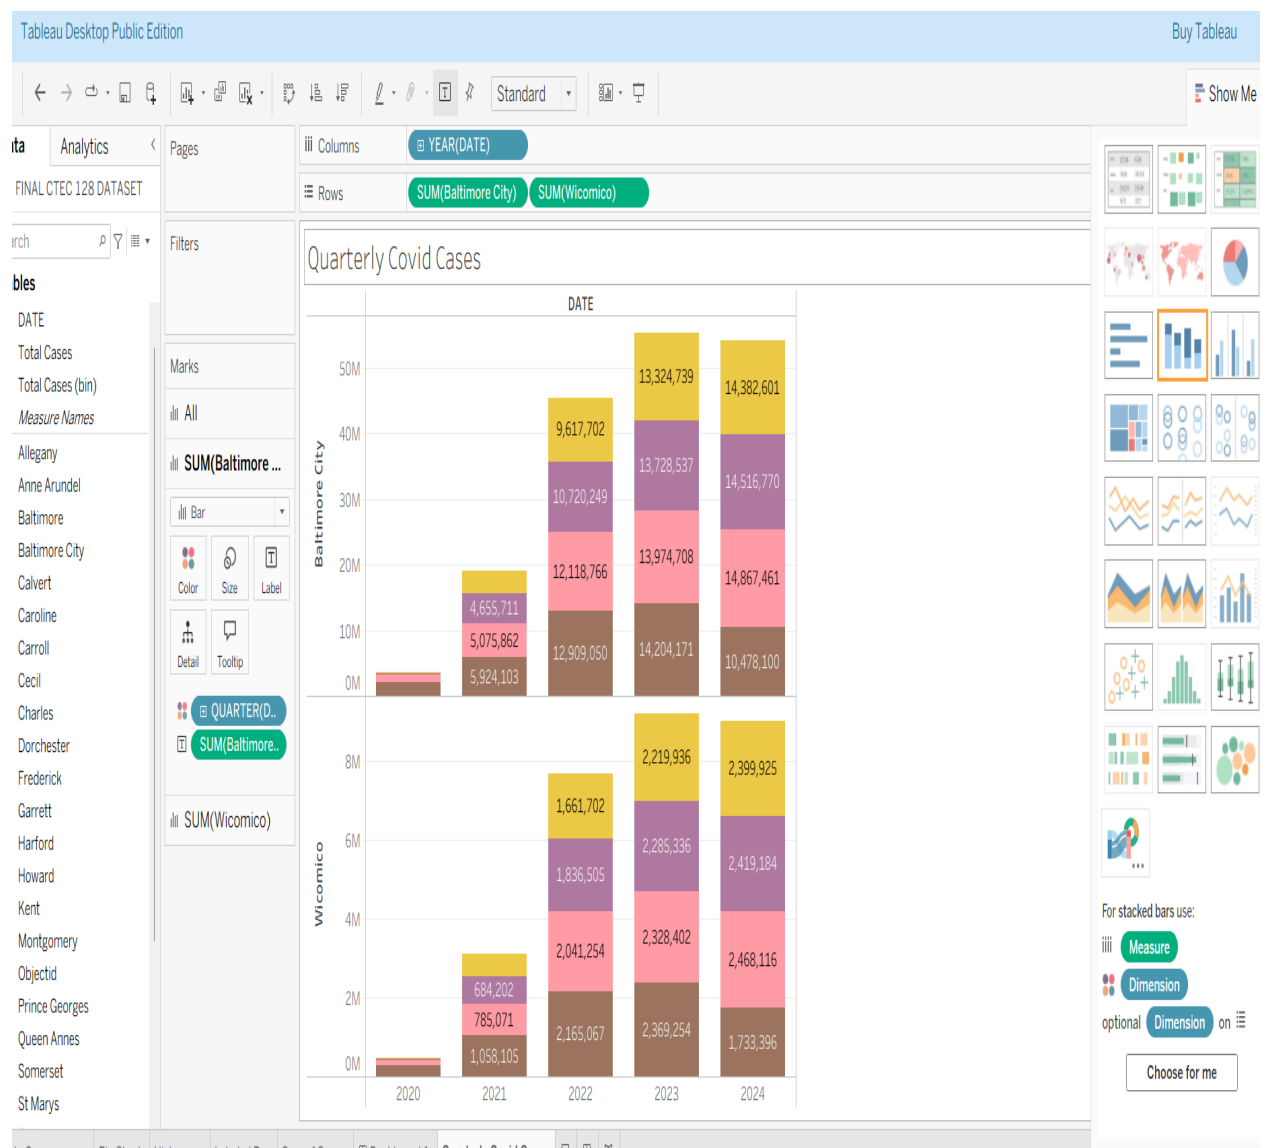 Tableau Desktop Public Edition
Buy Tableau
Standard
Show Me
ta
Analytics
Pages
Columns
YEAR(DATE)
FINAL CTEC 128 DATASET
Rows
SUM(Baltimore City)
SUM(Wicomico)
rch
Filters
Quarterly Covid Cases
bles
DATE
Total Cases
Total Cases (bin)
Measure Names
Allegany
Anne Arundel
Baltimore
Baltimore City
Calvert
Caroline
Carroll
Cecil
Charles
Dorchester
Frederick
Garrett
Harford
Howard
Kent
Montgomery
Objectid
Prince Georges
Queen Annes
Somerset
St Marys
Marks
All
SUM(Baltimore ...
Bar
Color
Size
Label
Detail
Tooltip
QUARTER(D..
SUM(Baltimore..
SUM(Wicomico)
DATE
Baltimore City
50M
40M
30M
20M
10M
0M
4,655,711
5,075,862
5,924,103
9,617,702
10,720,249
12,118,766
12,909,050
13,324,739
13,728,537
13,974,708
14,204,171
14,382,601
14,516,770
14,867,461
10,478,100
Wicomico
8M
6M
4M
2M
0M
684,202
785,071
1,058,105
1,661,702
1,836,505
2,041,254
2,165,067
2,219,936
2,285,336
2,328,402
2,369,254
2,399,925
2,419,184
2,468,116
1,733,396
2020
2021
2022
2023
2024
For stacked bars use:
Measure
Dimension
optional Dimension on
Choose for me